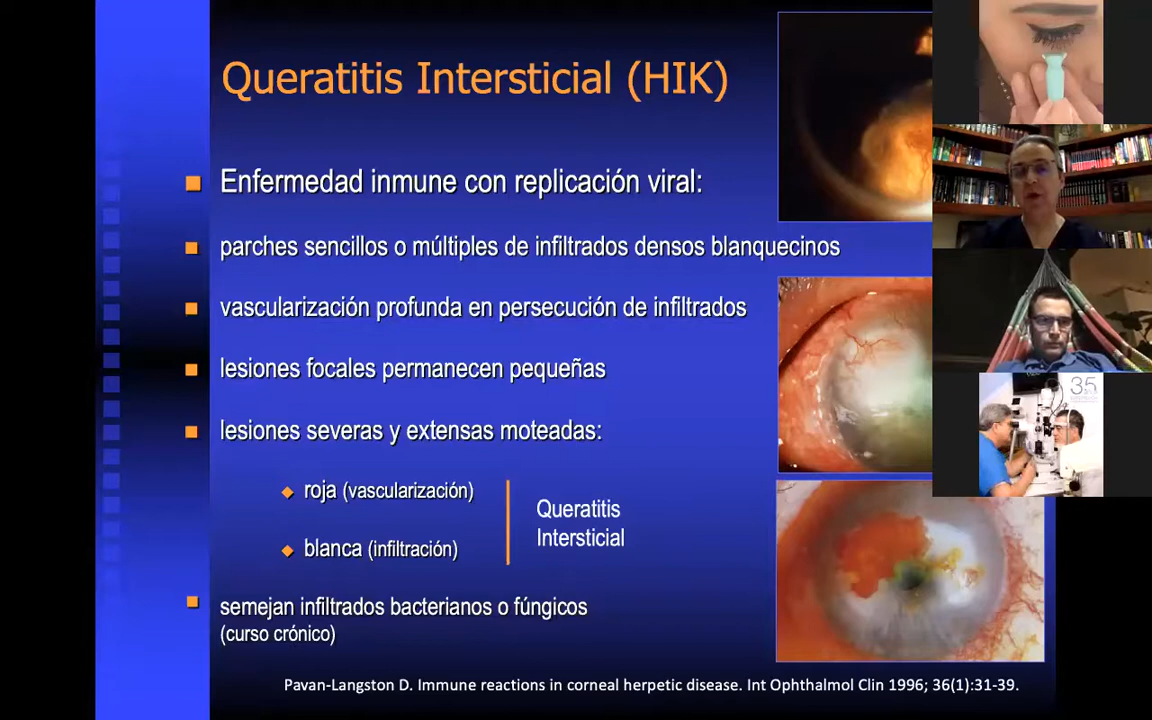 Queratitis Intersticial (HIK)
Enfermedad inmune con replicación viral:
parches sencillos o múltiples de infiltrados densos blanquecinos
vascularización profunda en persecución de infiltrados
lesiones focales permanecen pequeñas
lesiones severas y extensas moteadas:
roja (vascularización)
blanca (infiltración)
Queratitis
Intersticial
semejan infiltrados bacterianos o fúngicos
(curso crónico)
Pavan-Langston D. Immune reactions in corneal herpetic disease. Int Ophthalmol Clin 1996; 36(1):31-39.
35